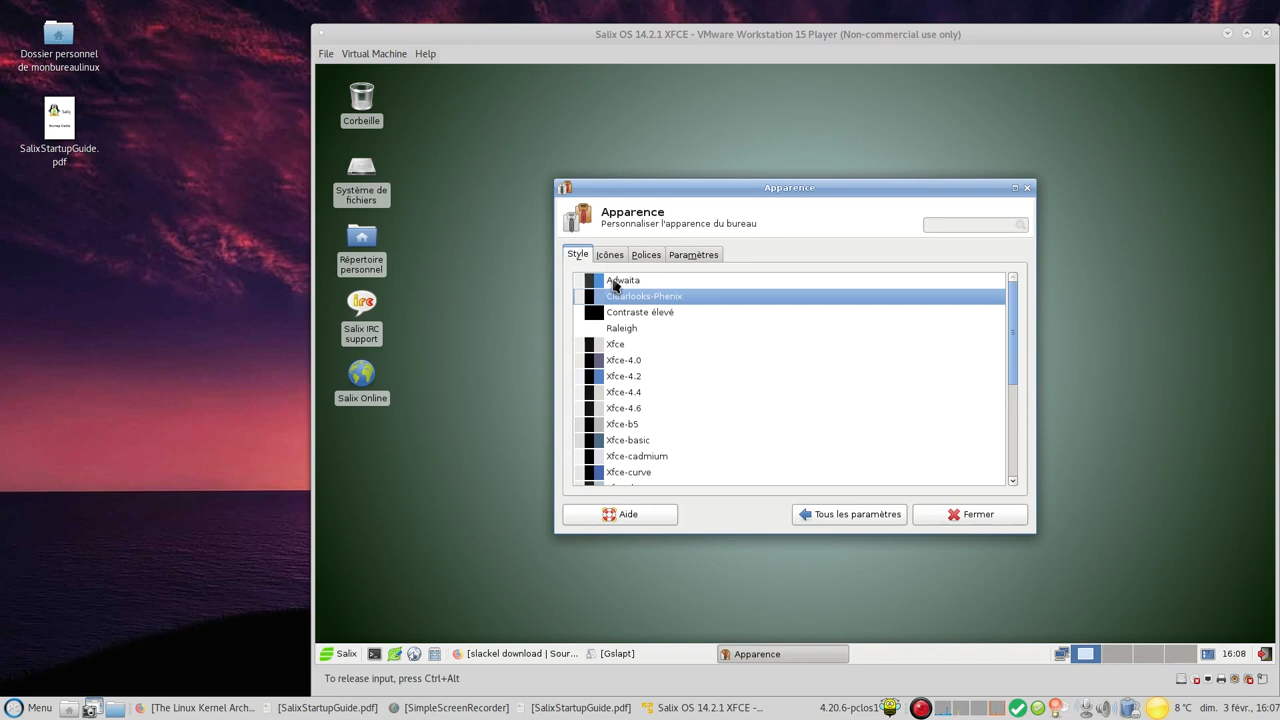 Salix OS 14.2.1 XFCE - VMware Workstation 15 Player (Non-commercial use only)
File Virtual Machine Help
Dossier personnel
de monbureaulinux
SalixStartupGuide.
pdf
Corbeille
Système de
fichiers
Répertoire
personnel
Salix IRC
support
Salix Online
Apparence
Apparence
Personnaliser l'apparence du bureau
Style Icônes Polices Paramètres
Adwaita
Clearlooks-Phenix
Contraste élevé
Raleigh
Xfce
Xfce-4.0
Xfce-4.2
Xfce-4.4
Xfce-4.6
Xfce-b5
Xfce-basic
Xfce-cadmium
Xfce-curve
Aide Tous les paramètres Fermer
Salix [slackel download | Sour... [Gslapt] Apparence 16:08
To release input, press Ctrl+Alt
Menu [The Linux Kernel Arch... [SalixStartupGuide.pdf] [SimpleScreenRecorder] [SalixStartupGuide.pdf] Salix OS 14.2.1 XFCE -... 4.20.6-pclos1 8 °C dim. 3 févr., 16:07